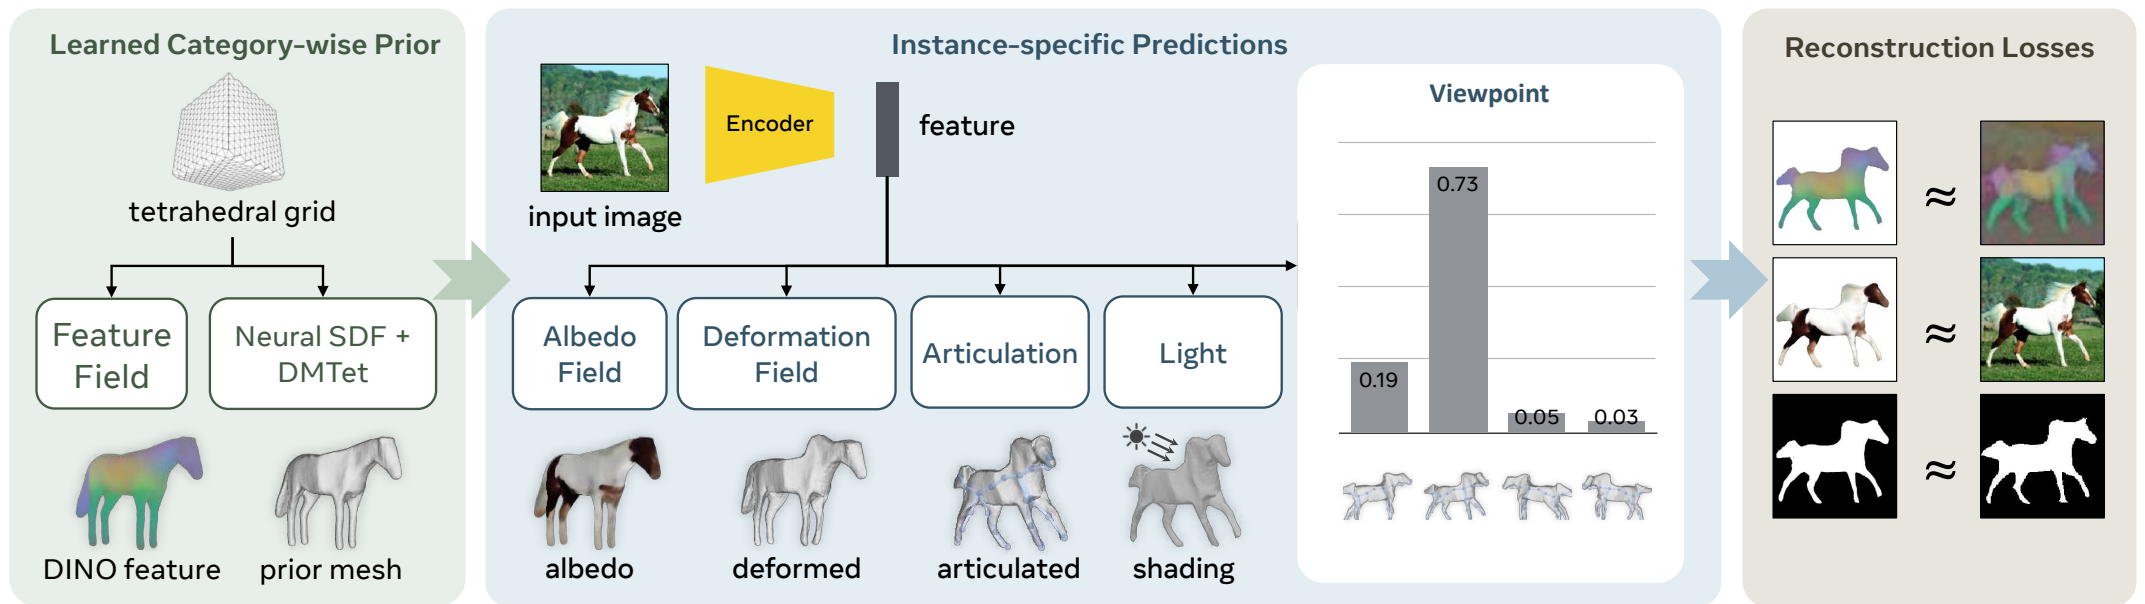 Learned Category-wise Prior
tetrahedral grid
Feature
Field
Neural SDF +
DMTet
DINO feature
prior mesh
Instance-specific Predictions
input image
Encoder
feature
Albedo
Field
Deformation
Field
Articulation
Light
albedo
deformed
articulated
shading
Viewpoint
0.19
0.73
0.05
0.03
Reconstruction Losses
≈
≈
≈